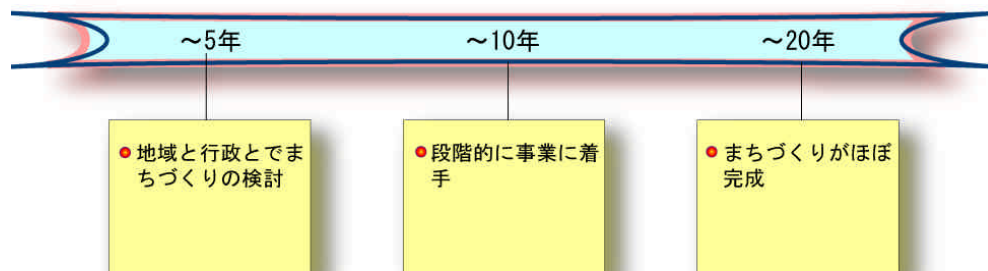 ～5年
～10年
～20年
地域と行政とでま
ちづくりの検討
段階的に事業に着
手
まちづくりがほぼ
完成